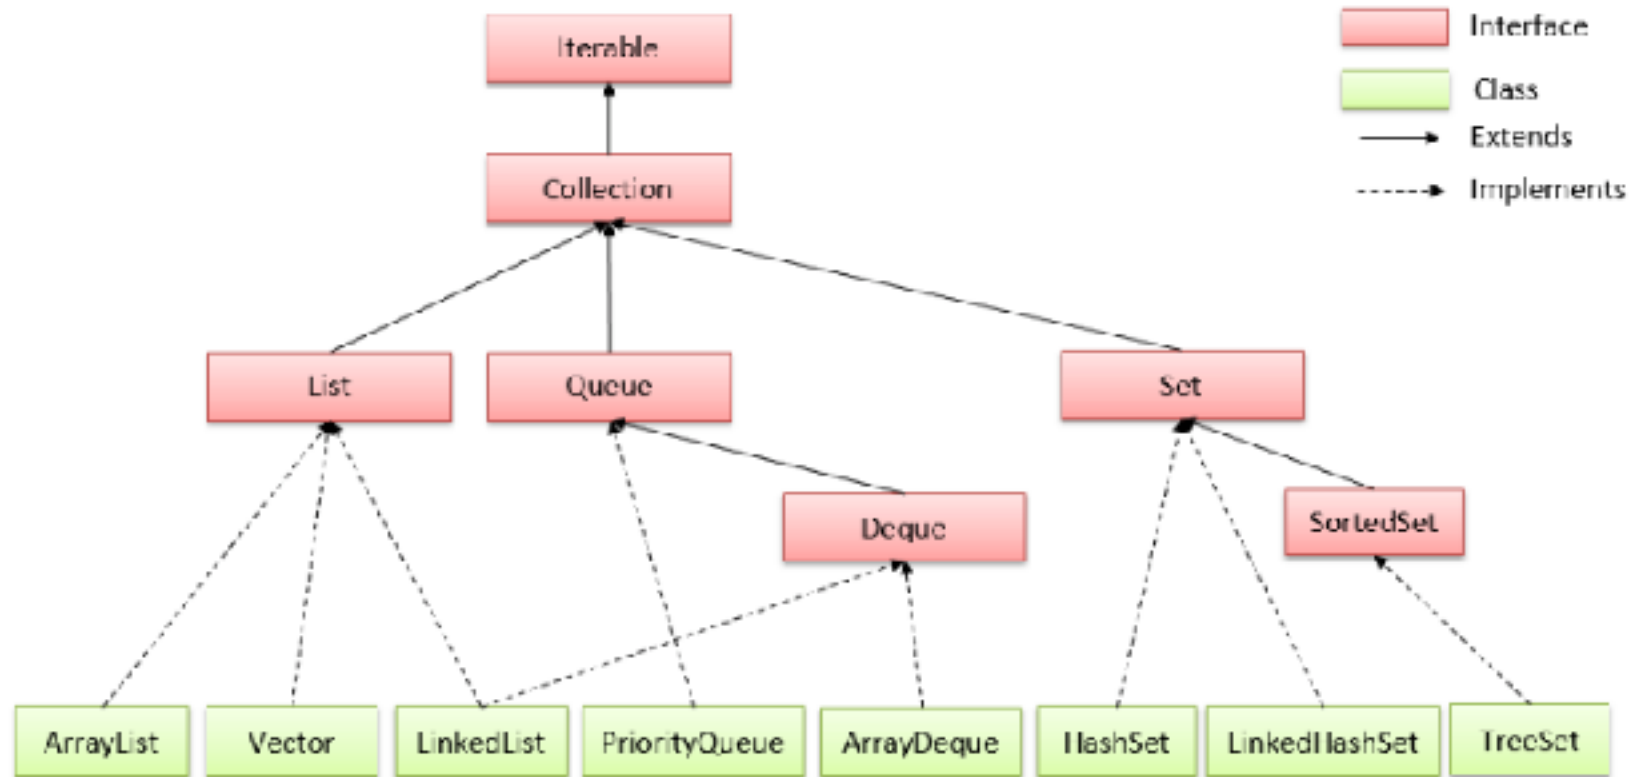 Iterable
Interface
Class
Extends
Implements
Collection
List
Queue
Set
Deque
SortedSet
ArrayList
Vector
LinkedList
PriorityQueue
ArrayDeque
HashSet
LinkedHashSet
TreeSet